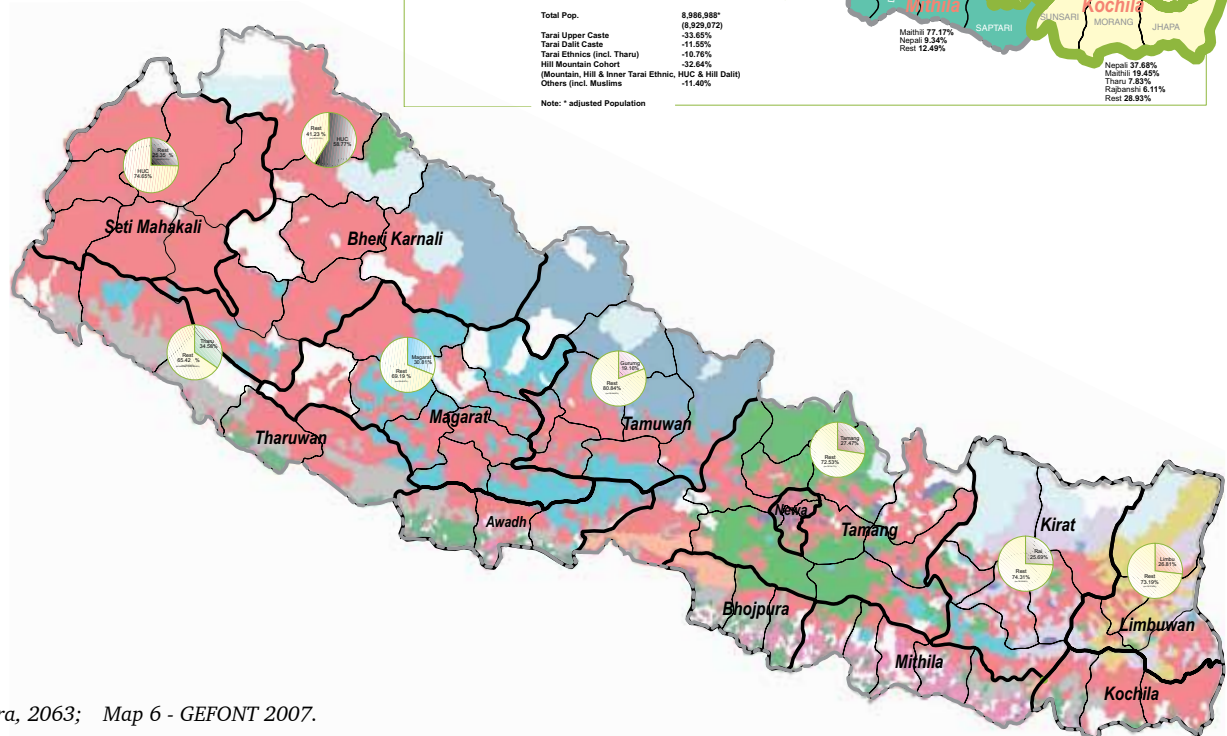 Mithila
Kochila
SUNSARI
MORANG
JHAPA
SAPTARI
Total Pop. 8,986,988*
(8,929,072)
Tarai Upper Caste -33.65%
Tarai Dalit Caste -11.55%
Tarai Ethnics (incl. Tharu) -10.76%
Hill Mountain Cohort -32.64%
(Mountain, Hill & Inner Tarai Ethnic, HUC & Hill Dalit)
Others (incl. Muslims -11.40%
Note: * adjusted Population
Maithili 77.17%
Nepali 9.34%
Rest 12.49%
Nepali 37.68%
Maithili 19.45%
Tharu 7.83%
Rajbanshi 6.11%
Rest 28.93%
Rest
41.23 %
HUC
58.77%
Rest
HUC
74.65%
Seti Mahakali
Bheri Karnali
Tharu
34.58%
Rest
65.42 %
Magarat
30.81%
Rest
69.19 %
Gurumg
19.16%
Rest
80.84%
Magarat
Tamuwan
Tharuwan
Tamang
27.47%
Rest
72.53%
Awadh
Newa
Tamang
Kirat
Rai
25.69%
Rest
74.31%
Limbu
26.81%
Rest
73.19%
Bhojpura
Limbuwan
Mithila
Kochila
ra, 2063; Map 6 - GEFONT 2007.